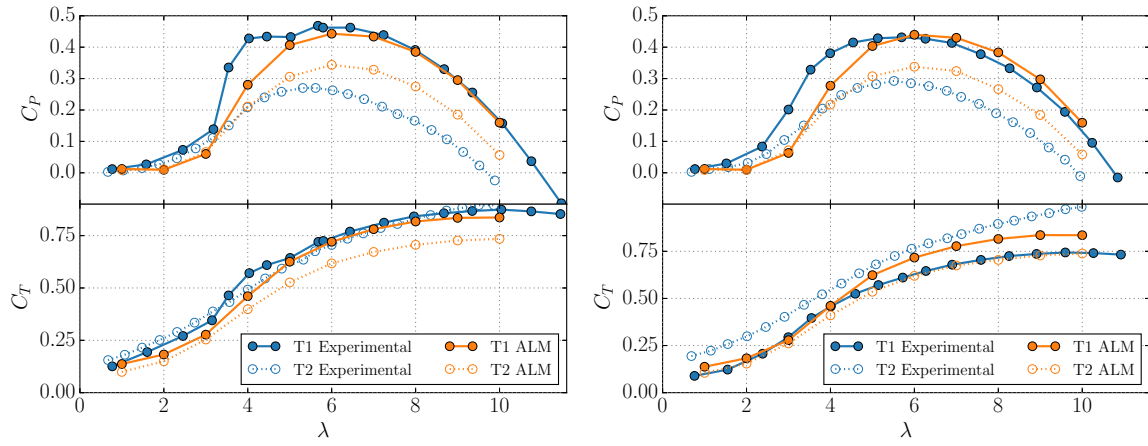 0.5
0.4
0.3
0.2
0.1
0.0
C_P
0.75
0.50
0.25
0.00
C_T
T1 Experimental
T2 Experimental
T1 ALM
T2 ALM
0 2 4 6 8 10
λ
0.5
0.4
0.3
0.2
0.1
0.0
C_P
0.75
0.50
0.25
0.00
C_T
T1 Experimental
T2 Experimental
T1 ALM
T2 ALM
0 2 4 6 8 10
λ